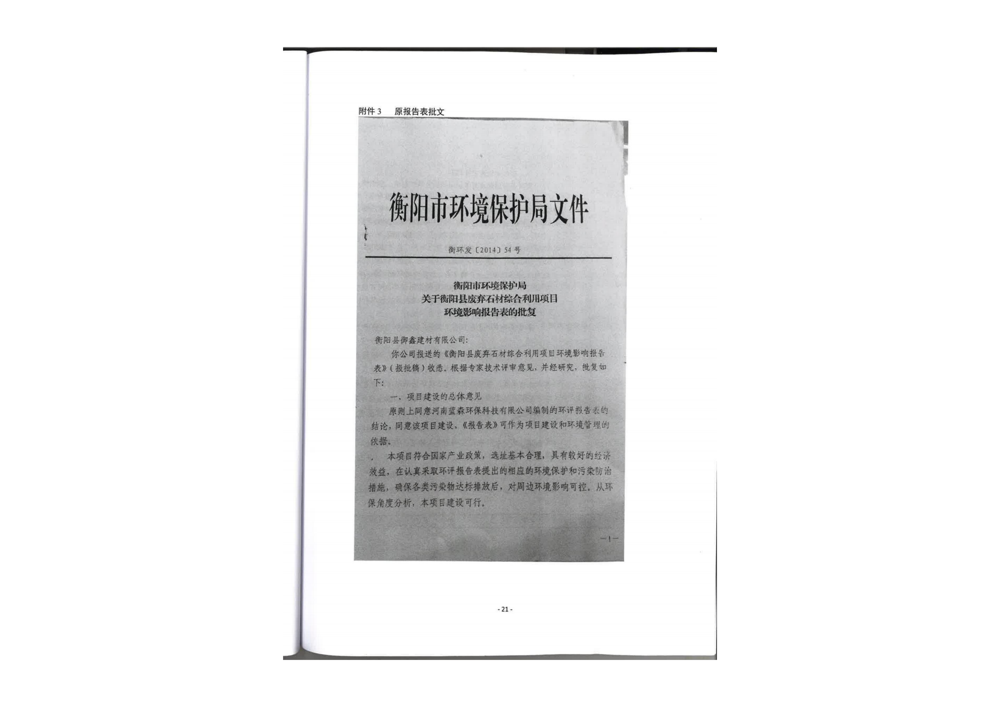 附件 3 原报告表批文
衡阳市环境保护局文件
衡环发〔2014〕54 号
衡阳市环境保护局
关于衡阳县废弃石材综合利用项目
环境影响报告表的批复
衡阳县御鑫建材有限公司:
你公司报送的《衡阳县废弃石材综合利用项目环境影响报告
表》(报批稿)收悉。根据专家技术评审意见,并经研究,批复如
下:
一、项目建设的总体意见
原则上同意河南蓝森环保科技有限公司编制的环评报告表的
结论,同意该项目建设,《报告表》可作为项目建设和环境管理的
依据。
本项目符合国家产业政策,选址基本合理,具有较好的经济
效益,在认真采取环评报告表提出的相应的环境保护和污染防治
措施,确保各类污染物达标排放后,对周边环境影响可控。从环
保角度分析,本项目建设可行。
—1—
- 21 -